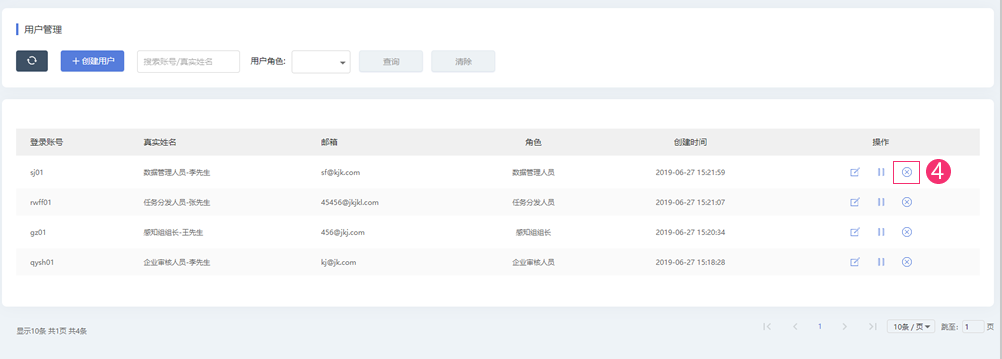 用户管理
+ 创建用户 搜索账号/真实姓名 用户角色: 查询 清除
登录账号 真实姓名 邮箱 角色 创建时间 操作
sj01 数据管理人员-李先生 sf@kjk.com 数据管理人员 2019-06-27 15:21:59 4
rwff01 任务分发人员-张先生 45456@jkjkl.com 任务分发人员 2019-06-27 15:21:07
gz01 感知组组长-王先生 456@jkj.com 感知组组长 2019-06-27 15:20:34
qysh01 企业审核人员-李先生 kj@jk.com 企业审核人员 2019-06-27 15:18:28
显示10条 共1页 共4条 1 10条 / 页 跳至: 1 页